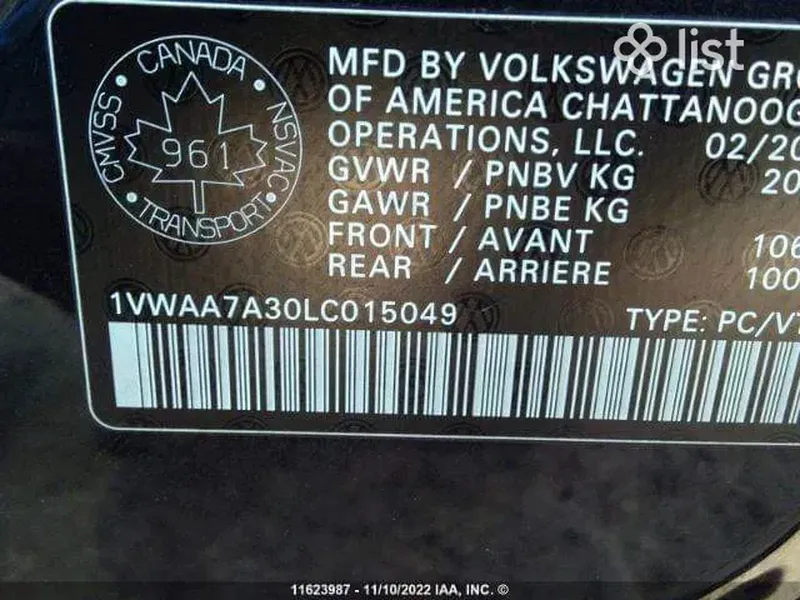 list
CANADA
CMVSS
NSVAC
961
TRANSPORT
MFD BY VOLKSWAGEN GRO
OF AMERICA CHATTANOOG
OPERATIONS, LLC. 02/20
GVWR / PNBV KG 20
GAWR / PNBE KG
FRONT / AVANT 106
REAR / ARRIERE 100
1VWAA7A30LC015049 TYPE: PC/VT
11623987 - 11/10/2022 IAA, INC. ©